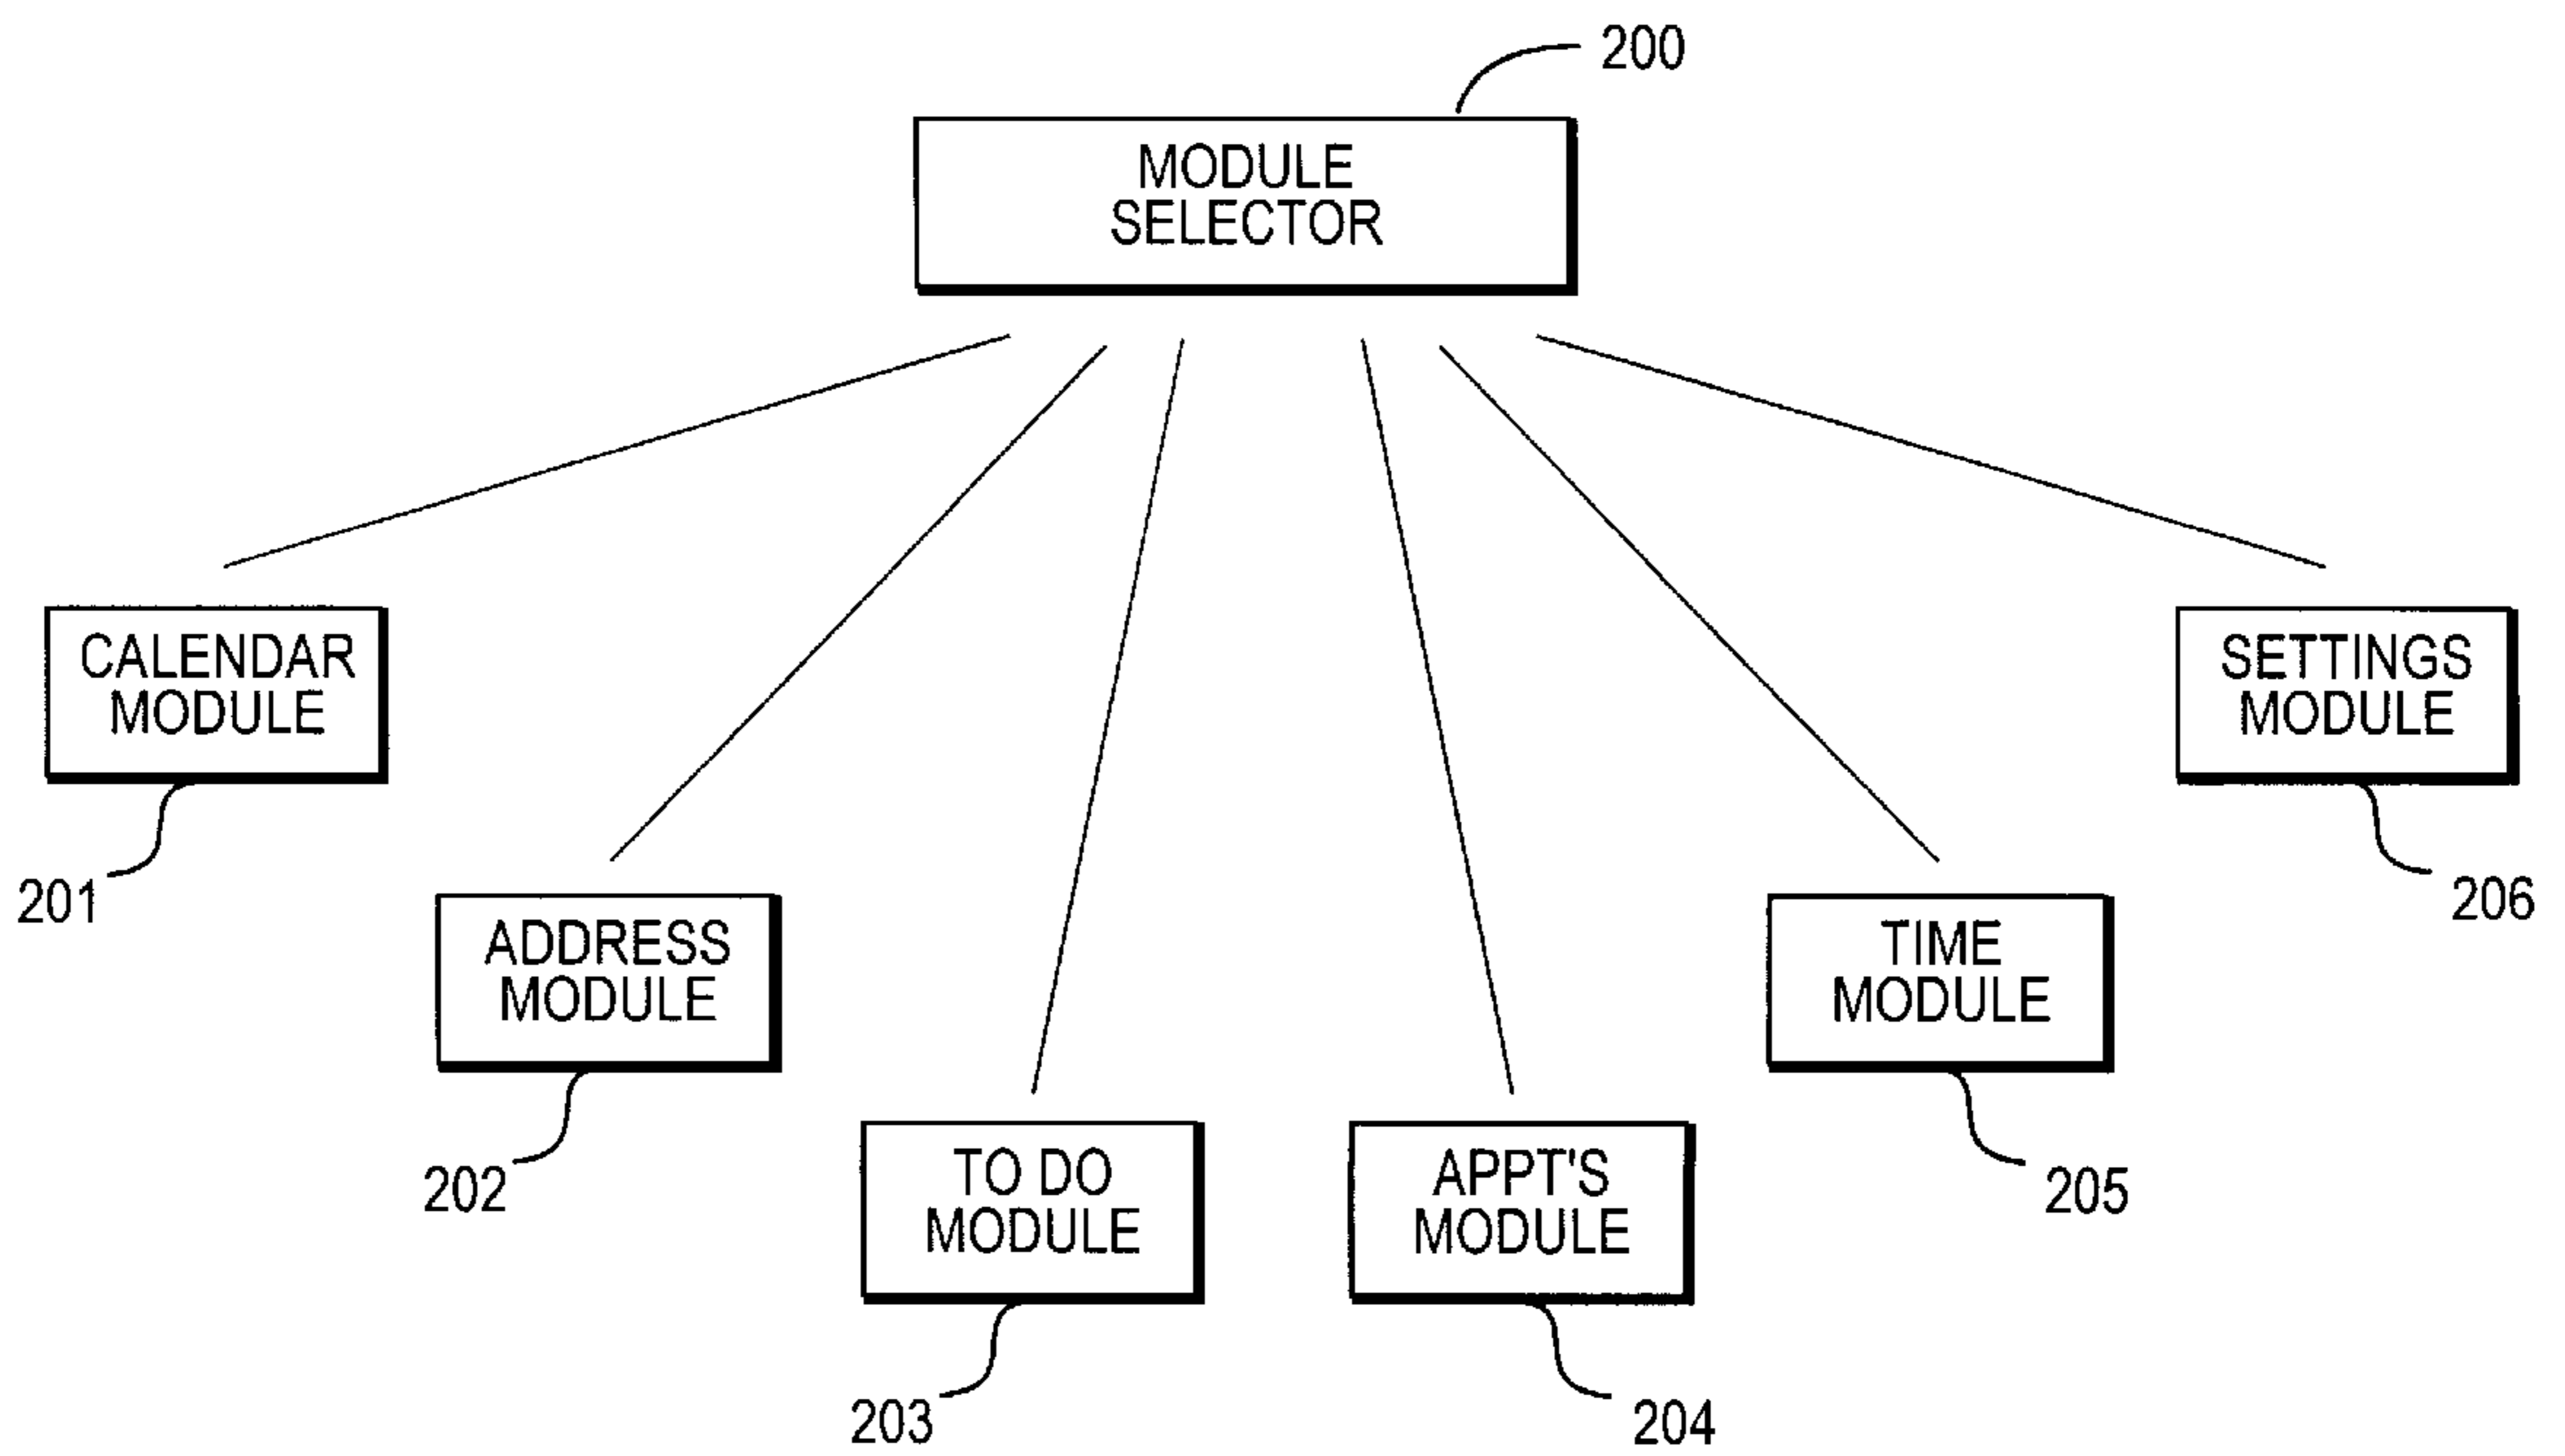 200
MODULE
SELECTOR
CALENDAR
MODULE
201
SETTINGS
MODULE
206
ADDRESS
MODULE
202
TIME
MODULE
205
TO DO
MODULE
203
APPT'S
MODULE
204